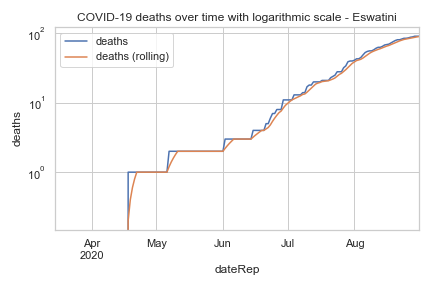 COVID-19 deaths over time with logarithmic scale - Eswatini
deaths
deaths (rolling)
10²
10¹
10⁰
deaths
Apr
2020
May
Jun
Jul
Aug
dateRep